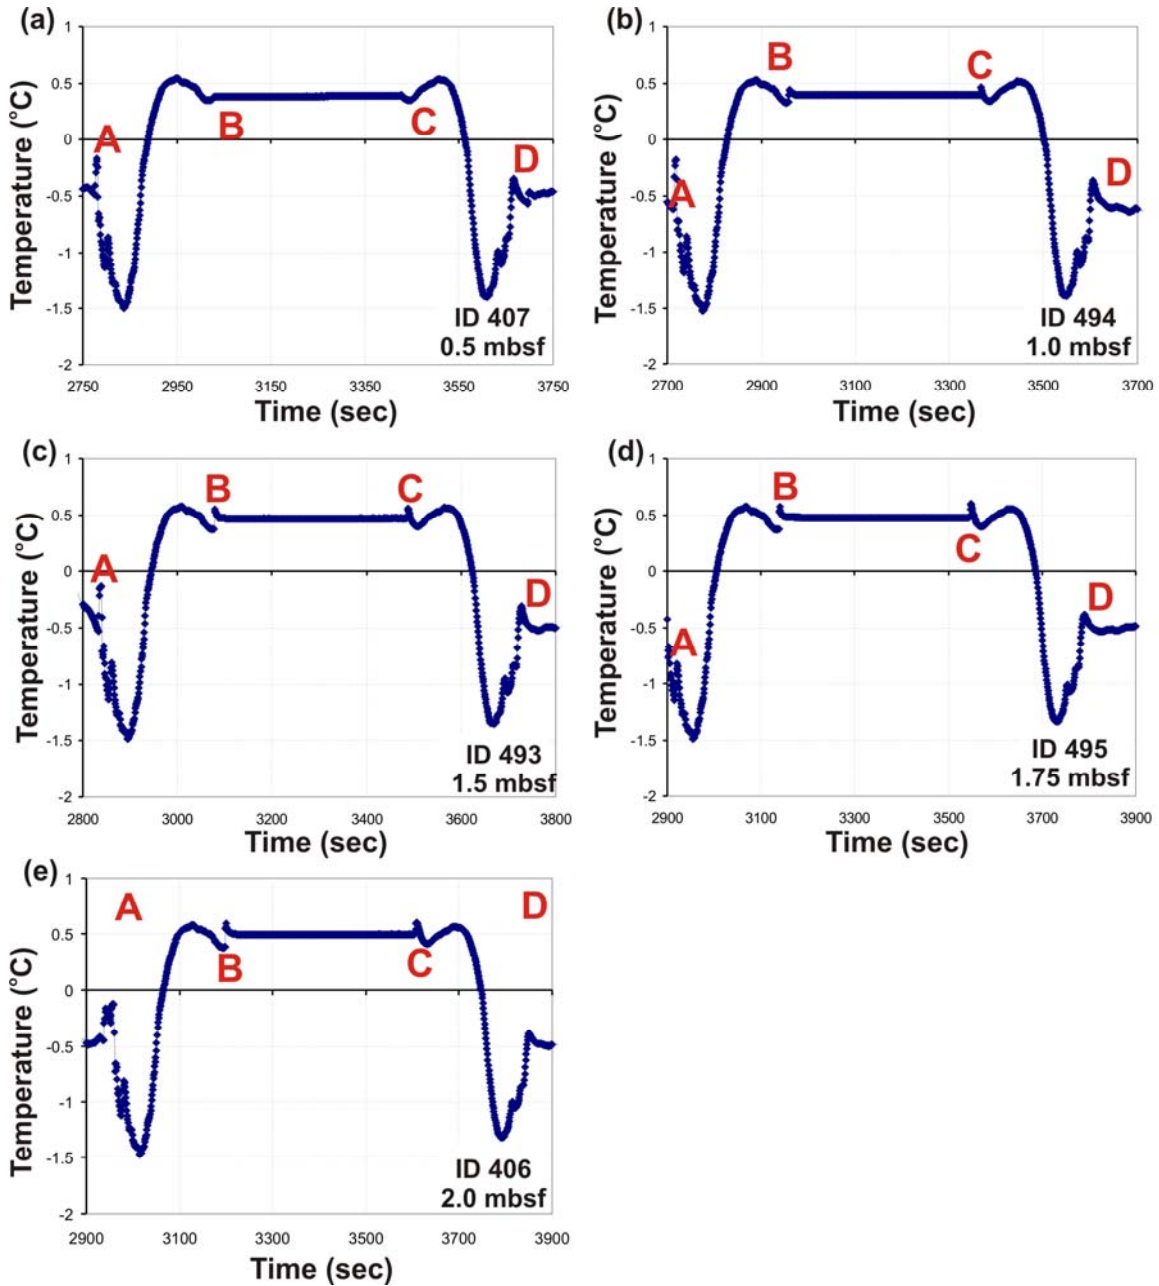 (a)
1
0.5
0
-0.5
-1
-1.5
-2
Temperature (°C)
A
B
C
D
ID 407
0.5 mbsf
2750 2950 3150 3350 3550 3750
Time (sec)
(b)
1
0.5
0
-0.5
-1
-1.5
-2
Temperature (°C)
A
B
C
D
ID 494
1.0 mbsf
2700 2900 3100 3300 3500 3700
Time (sec)
(c)
1
0.5
0
-0.5
-1
-1.5
-2
Temperature (°C)
A
B
C
D
ID 493
1.5 mbsf
2800 3000 3200 3400 3600 3800
Time (sec)
(d)
1
0.5
0
-0.5
-1
-1.5
-2
Temperature (°C)
A
B
C
D
ID 495
1.75 mbsf
2900 3100 3300 3500 3700 3900
Time (sec)
(e)
1
0.5
0
-0.5
-1
-1.5
-2
Temperature (°C)
A
B
C
D
ID 406
2.0 mbsf
2900 3100 3300 3500 3700 3900
Time (sec)